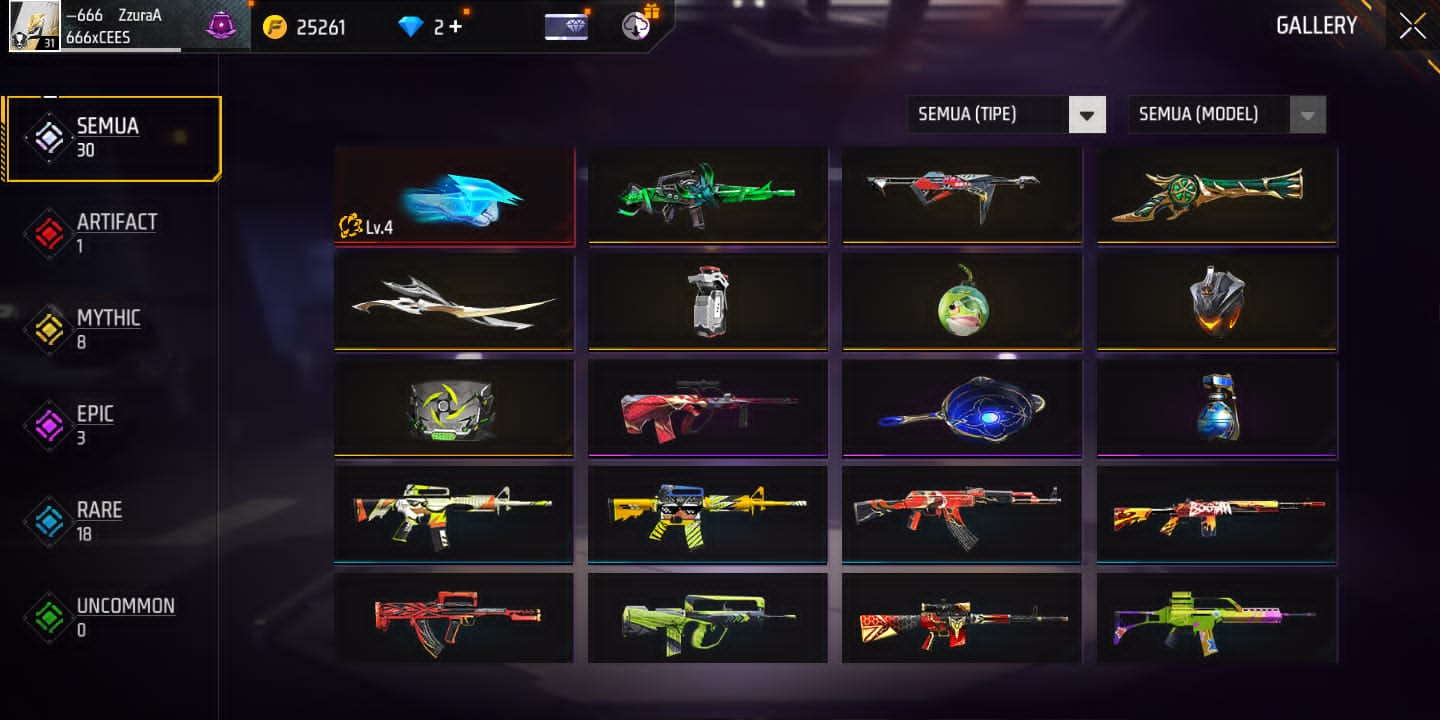 —666 ZzuraA
666xCEES
31
25261
2 +
GALLERY
SEMUA (TIPE)
SEMUA (MODEL)
SEMUA
30
ARTIFACT
1
MYTHIC
8
EPIC
3
RARE
18
UNCOMMON
0
Lv.4
BOOYAH